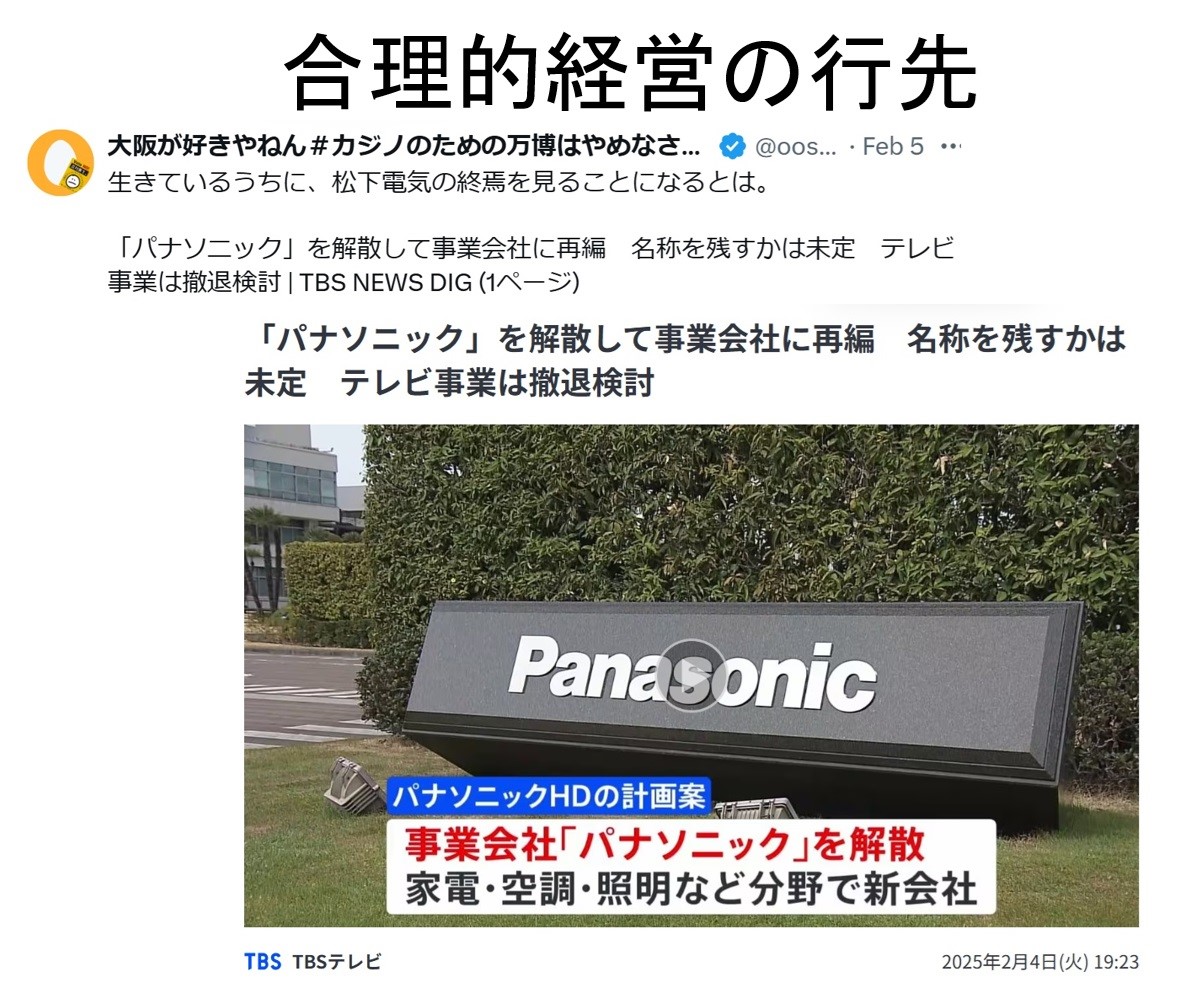 合理的経営の行先
大阪が好きやねん＃カジノのための万博はやめなさ... @oos... · Feb 5 ···
生きているうちに、松下電気の終焉を見ることになるとは。
「パナソニック」を解散して事業会社に再編　名称を残すかは未定　テレビ
事業は撤退検討 | TBS NEWS DIG (1ページ)
「パナソニック」を解散して事業会社に再編　名称を残すかは
未定　テレビ事業は撤退検討
Panasonic
パナソニックHDの計画案
事業会社「パナソニック」を解散
家電・空調・照明など分野で新会社
TBS TBSテレビ 2025年2月4日(火) 19:23